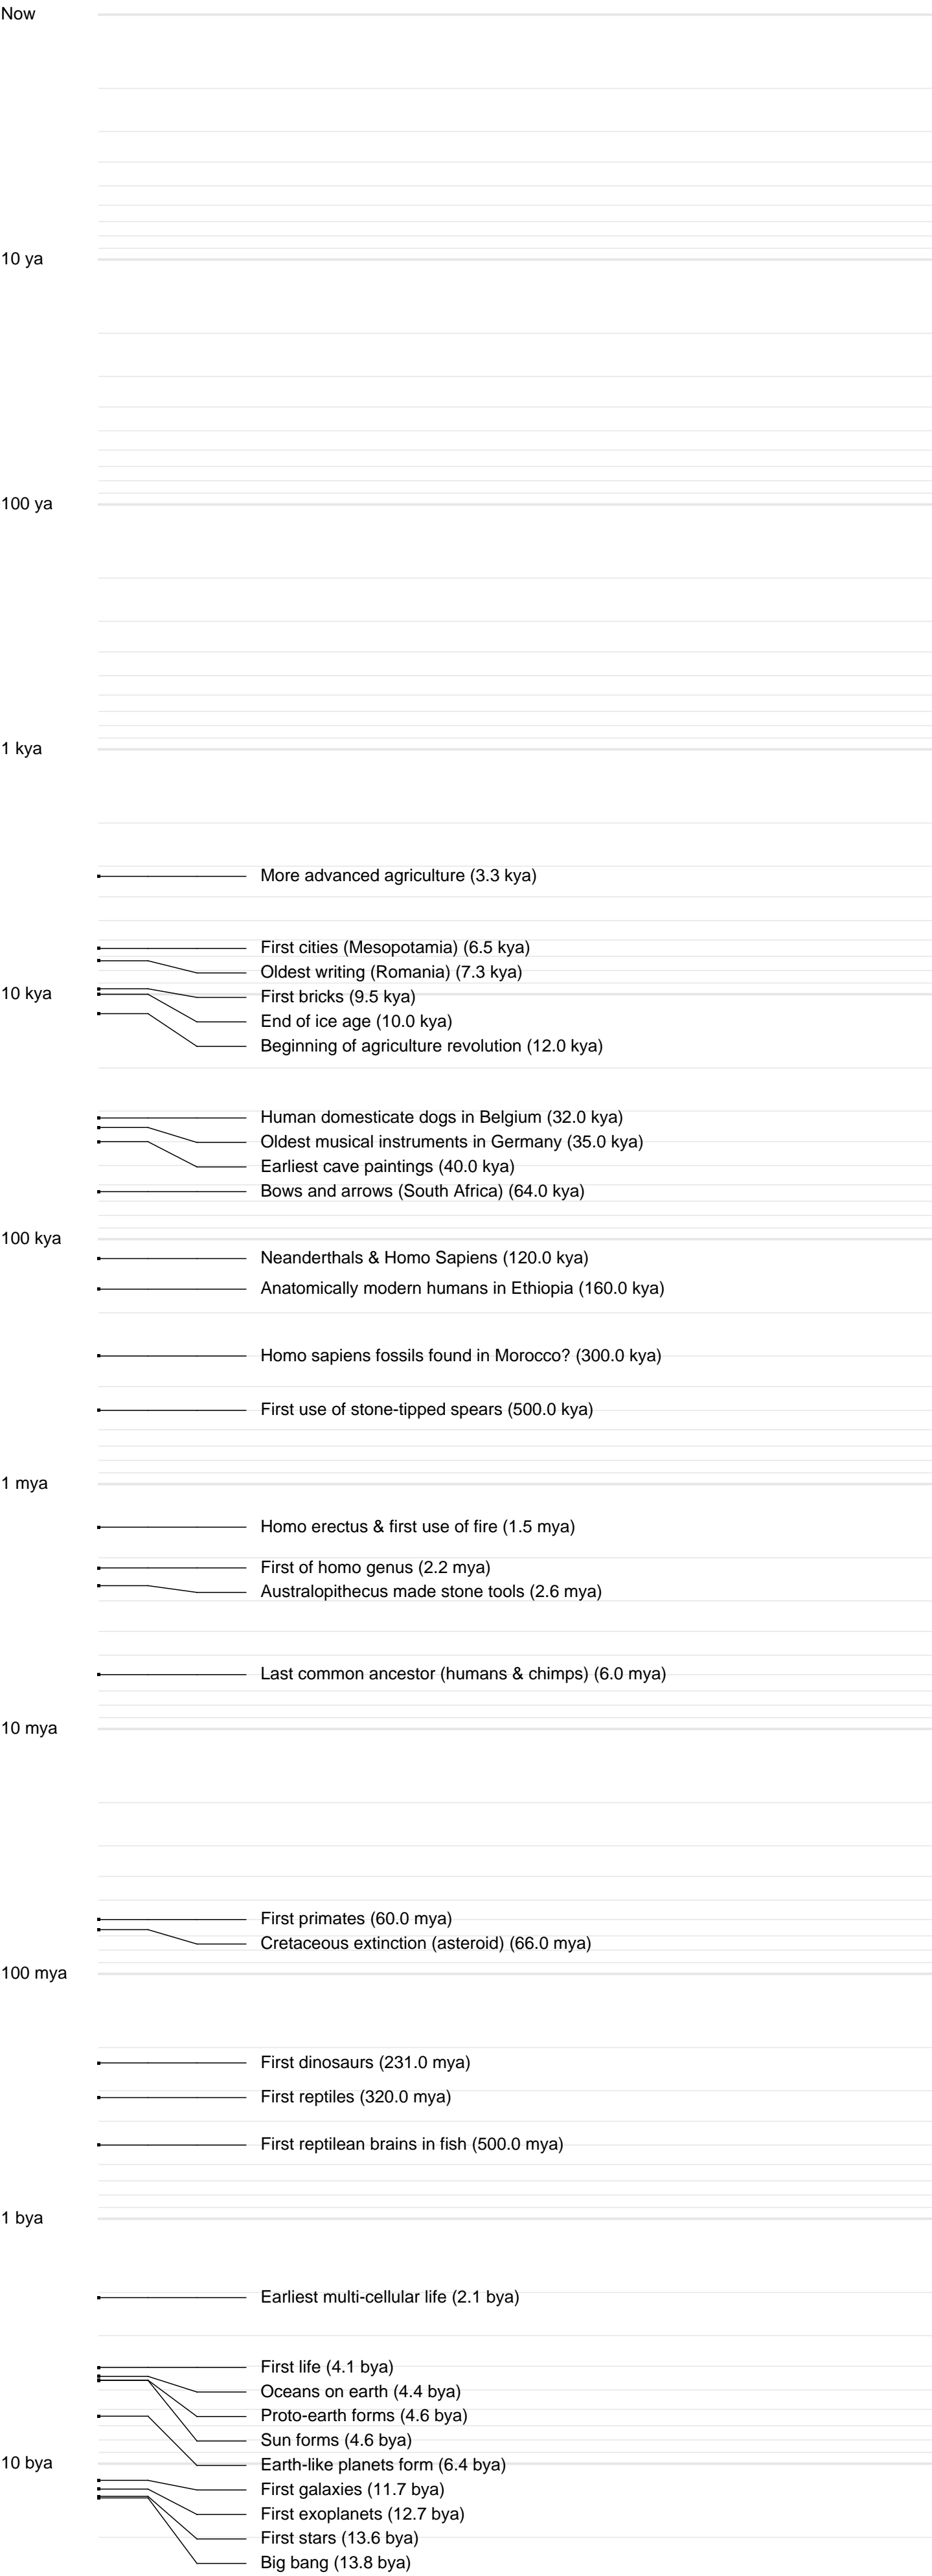 Now
10 ya
100 ya
1 kya
More advanced agriculture (3.3 kya)
First cities (Mesopotamia) (6.5 kya)
Oldest writing (Romania) (7.3 kya)
10 kya
First bricks (9.5 kya)
End of ice age (10.0 kya)
Beginning of agriculture revolution (12.0 kya)
Human domesticate dogs in Belgium (32.0 kya)
Oldest musical instruments in Germany (35.0 kya)
Earliest cave paintings (40.0 kya)
Bows and arrows (South Africa) (64.0 kya)
100 kya
Neanderthals & Homo Sapiens (120.0 kya)
Anatomically modern humans in Ethiopia (160.0 kya)
Homo sapiens fossils found in Morocco? (300.0 kya)
First use of stone-tipped spears (500.0 kya)
1 mya
Homo erectus & first use of fire (1.5 mya)
First of homo genus (2.2 mya)
Australopithecus made stone tools (2.6 mya)
Last common ancestor (humans & chimps) (6.0 mya)
10 mya
First primates (60.0 mya)
Cretaceous extinction (asteroid) (66.0 mya)
100 mya
First dinosaurs (231.0 mya)
First reptiles (320.0 mya)
First reptilean brains in fish (500.0 mya)
1 bya
Earliest multi-cellular life (2.1 bya)
First life (4.1 bya)
Oceans on earth (4.4 bya)
Proto-earth forms (4.6 bya)
Sun forms (4.6 bya)
10 bya
Earth-like planets form (6.4 bya)
First galaxies (11.7 bya)
First exoplanets (12.7 bya)
First stars (13.6 bya)
Big bang (13.8 bya)